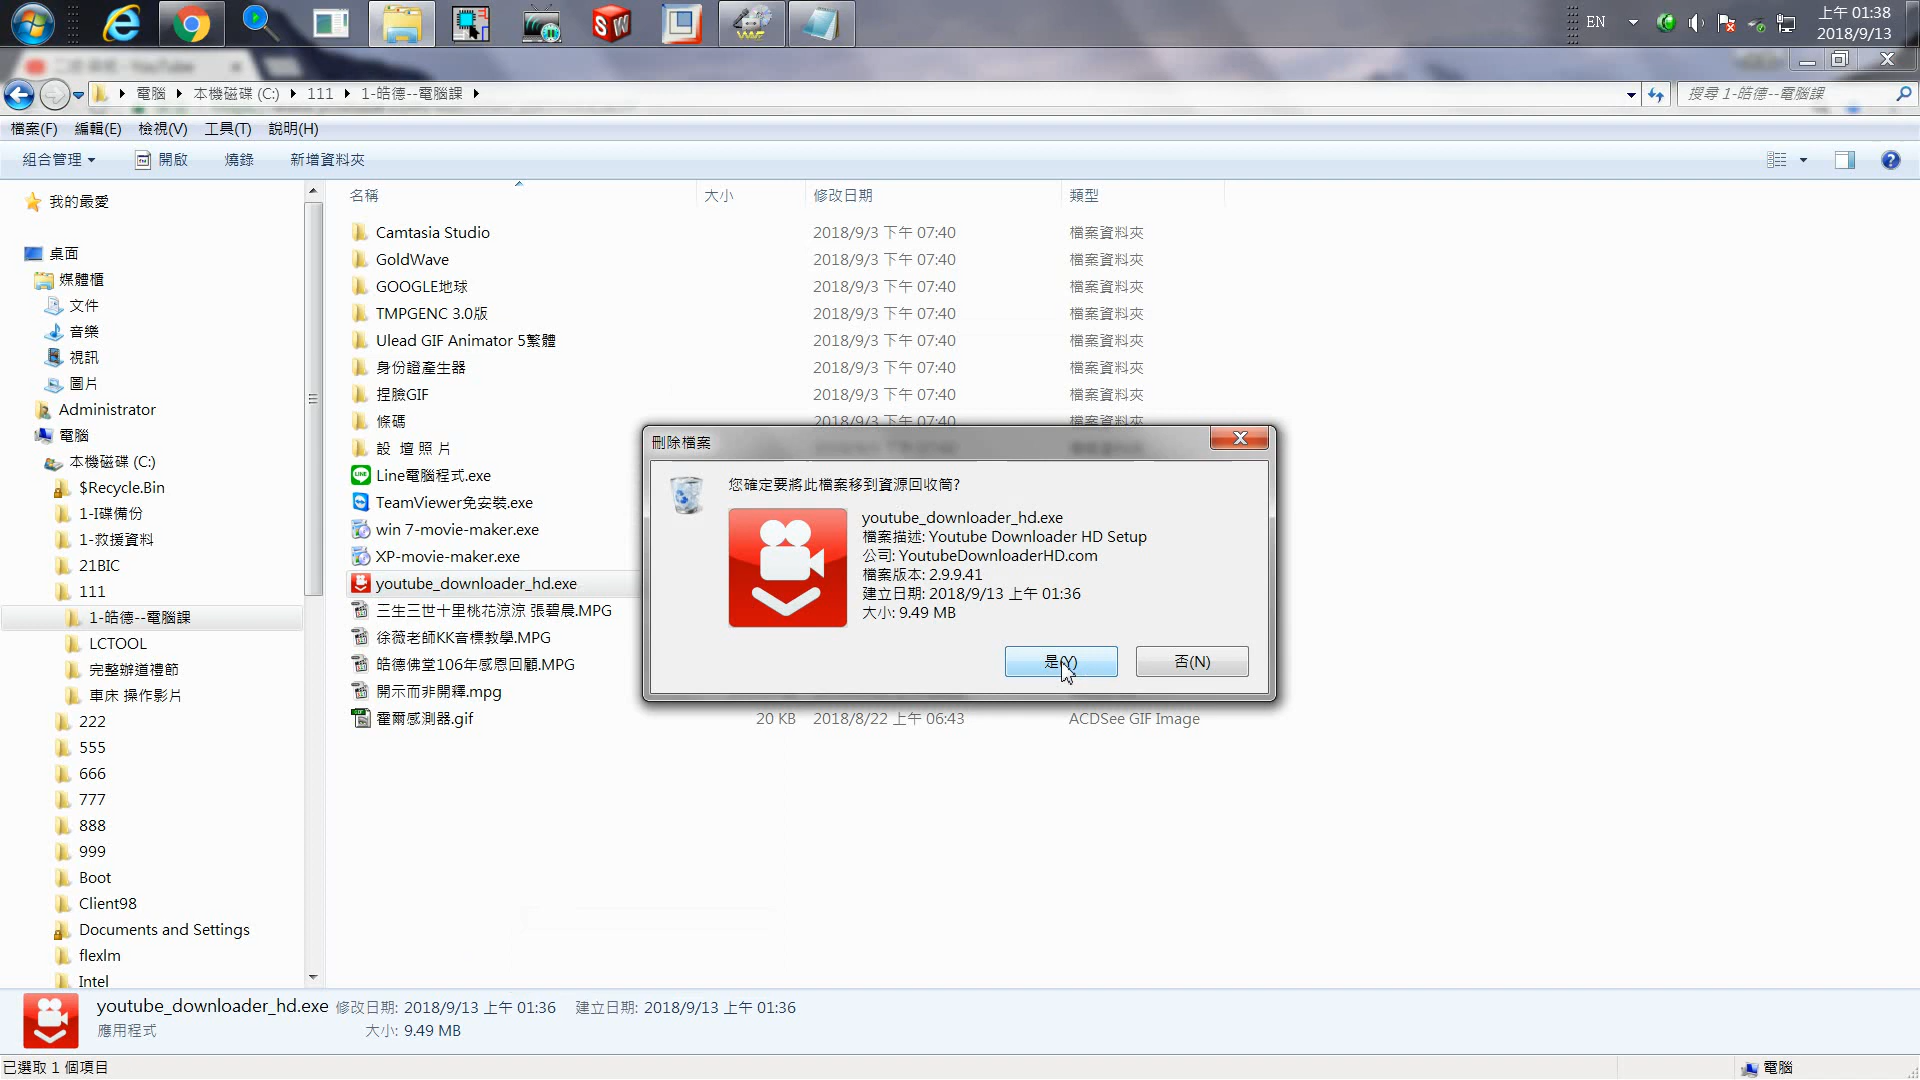 EN
上午 01:38
2018/9/13
電腦 本機磁碟 (C:) 111 1-皓德--電腦課
搜尋 1-皓德--電腦課
檔案(F) 編輯(E) 檢視(V) 工具(T) 說明(H)
組合管理 開啟 燒錄 新增資料夾
我的最愛
桌面
媒體櫃
文件
音樂
視訊
圖片
Administrator
電腦
本機磁碟 (C:)
$Recycle.Bin
1-I碟備份
1-救援資料
21BIC
111
1-皓德--電腦課
LCTOOL
完整辦道禮節
車床 操作影片
222
555
666
777
888
999
Boot
Client98
Documents and Settings
flexlm
Intel
名稱 大小 修改日期 類型
Camtasia Studio 2018/9/3 下午 07:40 檔案資料夾
GoldWave 2018/9/3 下午 07:40 檔案資料夾
GOOGLE地球 2018/9/3 下午 07:40 檔案資料夾
TMPGENC 3.0版 2018/9/3 下午 07:40 檔案資料夾
Ulead GIF Animator 5繁體 2018/9/3 下午 07:40 檔案資料夾
身份證產生器 2018/9/3 下午 07:40 檔案資料夾
捏臉GIF 2018/9/3 下午 07:40 檔案資料夾
條碼 2018/9/3 下午 07:40 檔案資料夾
設 壇 照 片
Line電腦程式.exe
TeamViewer免安裝.exe
win 7-movie-maker.exe
XP-movie-maker.exe
youtube_downloader_hd.exe
三生三世十里桃花涼涼 張碧晨.MPG
徐薇老師KK音標教學.MPG
皓德佛堂106年感恩回顧.MPG
開示而非開釋.mpg
霍爾感測器.gif 20 KB 2018/8/22 上午 06:43 ACDSee GIF Image
刪除檔案
您確定要將此檔案移到資源回收筒?
youtube_downloader_hd.exe
檔案描述: Youtube Downloader HD Setup
公司: YoutubeDownloaderHD.com
檔案版本: 2.9.9.41
建立日期: 2018/9/13 上午 01:36
大小: 9.49 MB
是(Y) 否(N)
youtube_downloader_hd.exe 修改日期: 2018/9/13 上午 01:36 建立日期: 2018/9/13 上午 01:36
應用程式 大小: 9.49 MB
已選取 1 個項目 電腦